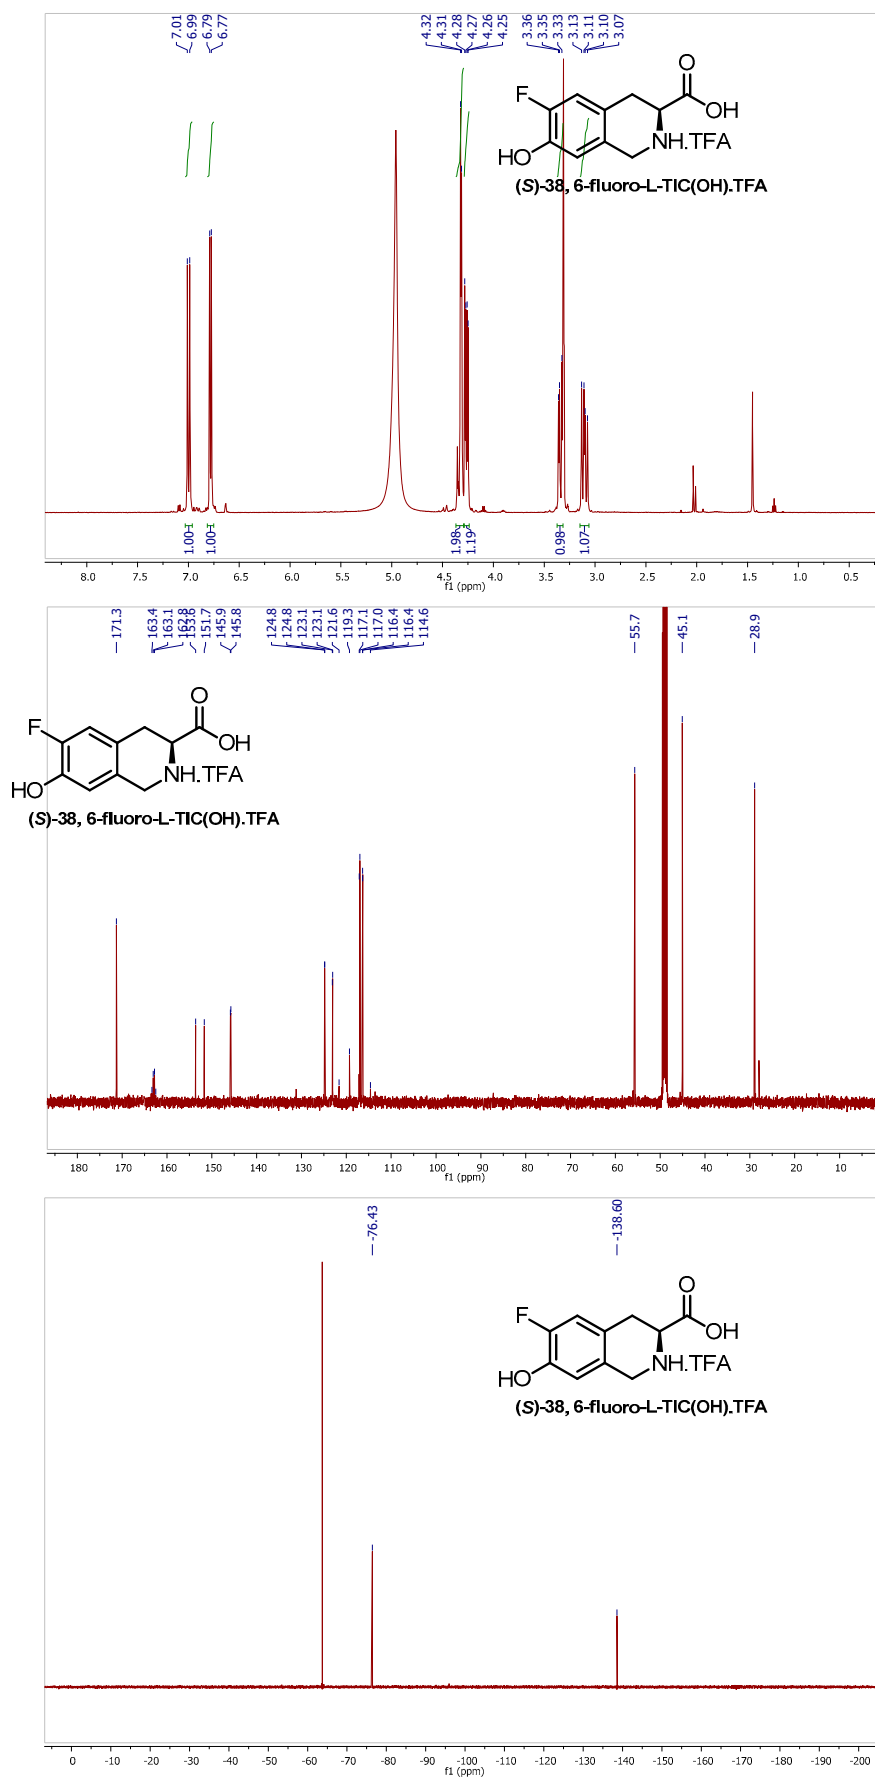 7.01
6.99
6.79
6.77
4.32
4.31
4.28
4.27
4.26
4.25
3.36
3.35
3.33
3.13
3.11
3.10
3.07
F
HO
O
OH
NH.TFA
(S)-38, 6-fluoro-L-TIC(OH).TFA
1.00
1.00
1.98
1.19
0.98
1.07
8.0 7.5 7.0 6.5 6.0 5.5 5.0 4.5 4.0 3.5 3.0 2.5 2.0 1.5 1.0 0.5
f1 (ppm)
171.3
163.4
163.1
162.8
153.6
151.7
145.9
145.8
124.8
124.8
123.1
123.1
121.6
119.3
117.1
117.0
116.4
116.4
114.6
55.7
45.1
28.9
F
HO
O
OH
NH.TFA
(S)-38, 6-fluoro-L-TIC(OH).TFA
180 170 160 150 140 130 120 110 100 90 80 70 60 50 40 30 20 10
f1 (ppm)
-76.43
-138.60
F
HO
O
OH
NH.TFA
(S)-38, 6-fluoro-L-TIC(OH).TFA
0 -10 -20 -30 -40 -50 -60 -70 -80 -90 -100 -110 -120 -130 -140 -150 -160 -170 -180 -190 -200
f1 (ppm)